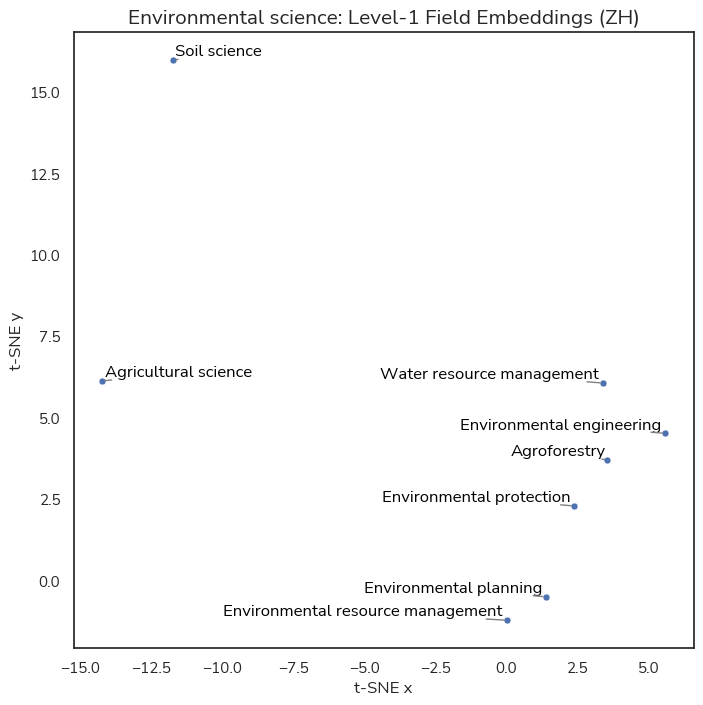 Environmental science: Level-1 Field Embeddings (ZH)
Soil science
15.0
12.5
10.0
7.5
t-SNE y
Agricultural science
Water resource management
5.0
Environmental engineering
Agroforestry
2.5
Environmental protection
0.0
Environmental planning
Environmental resource management
−15.0 −12.5 −10.0 −7.5 −5.0 −2.5 0.0 2.5 5.0
t-SNE x